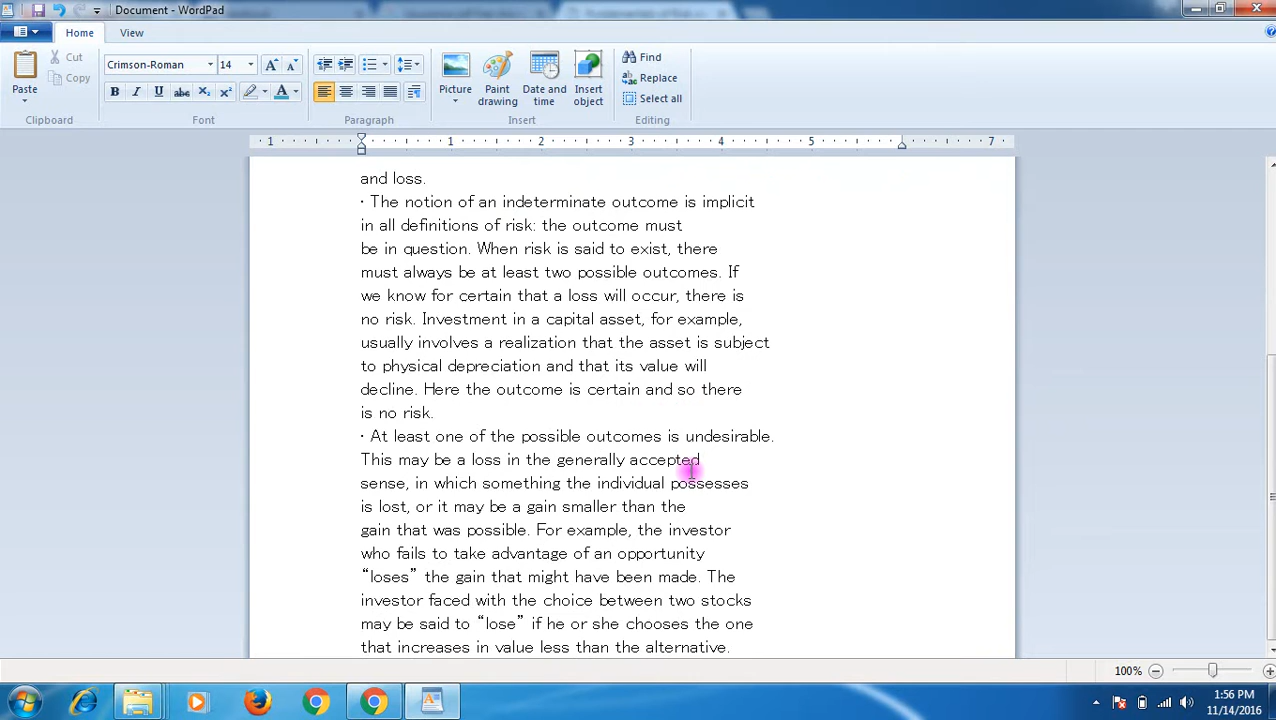 Document - WordPad
Home
View
Paste
Cut
Copy
Clipboard
Crimson-Roman
14
Font
Paragraph
Picture
Paint drawing
Date and time
Insert object
Insert
Find
Replace
Select all
Editing
1 1 2 3 4 5 7
and loss.
· The notion of an indeterminate outcome is implicit
in all definitions of risk: the outcome must
be in question. When risk is said to exist, there
must always be at least two possible outcomes. If
we know for certain that a loss will occur, there is
no risk. Investment in a capital asset, for example,
usually involves a realization that the asset is subject
to physical depreciation and that its value will
decline. Here the outcome is certain and so there
is no risk.
· At least one of the possible outcomes is undesirable.
This may be a loss in the generally accepted
sense, in which something the individual possesses
is lost, or it may be a gain smaller than the
gain that was possible. For example, the investor
who fails to take advantage of an opportunity
“loses” the gain that might have been made. The
investor faced with the choice between two stocks
may be said to “lose” if he or she chooses the one
that increases in value less than the alternative.
100%
1:56 PM
11/14/2016